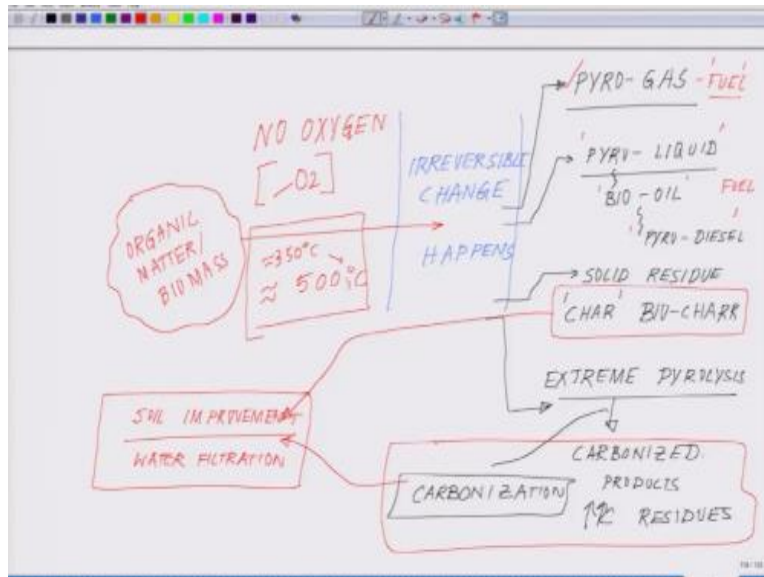 NO OXYGEN
[-O2]
ORGANIC
MATTER/
BIOMASS
≈350°C
≈ 500°C
IRREVERSIBLE
CHANGE
HAPPENS
PYRO-GAS - 'FUEL'
'PYRO-LIQUID'
'BIO-OIL'
FUEL
'PYRO-DIESEL
SOLID RESIDUE
'CHAR' BIO-CHARR
EXTREME PYROLYSIS
CARBONIZED
PRODUCTS
RESIDUES
CARBONIZATION
SOIL IMPROVEMENT
WATER FILTRATION